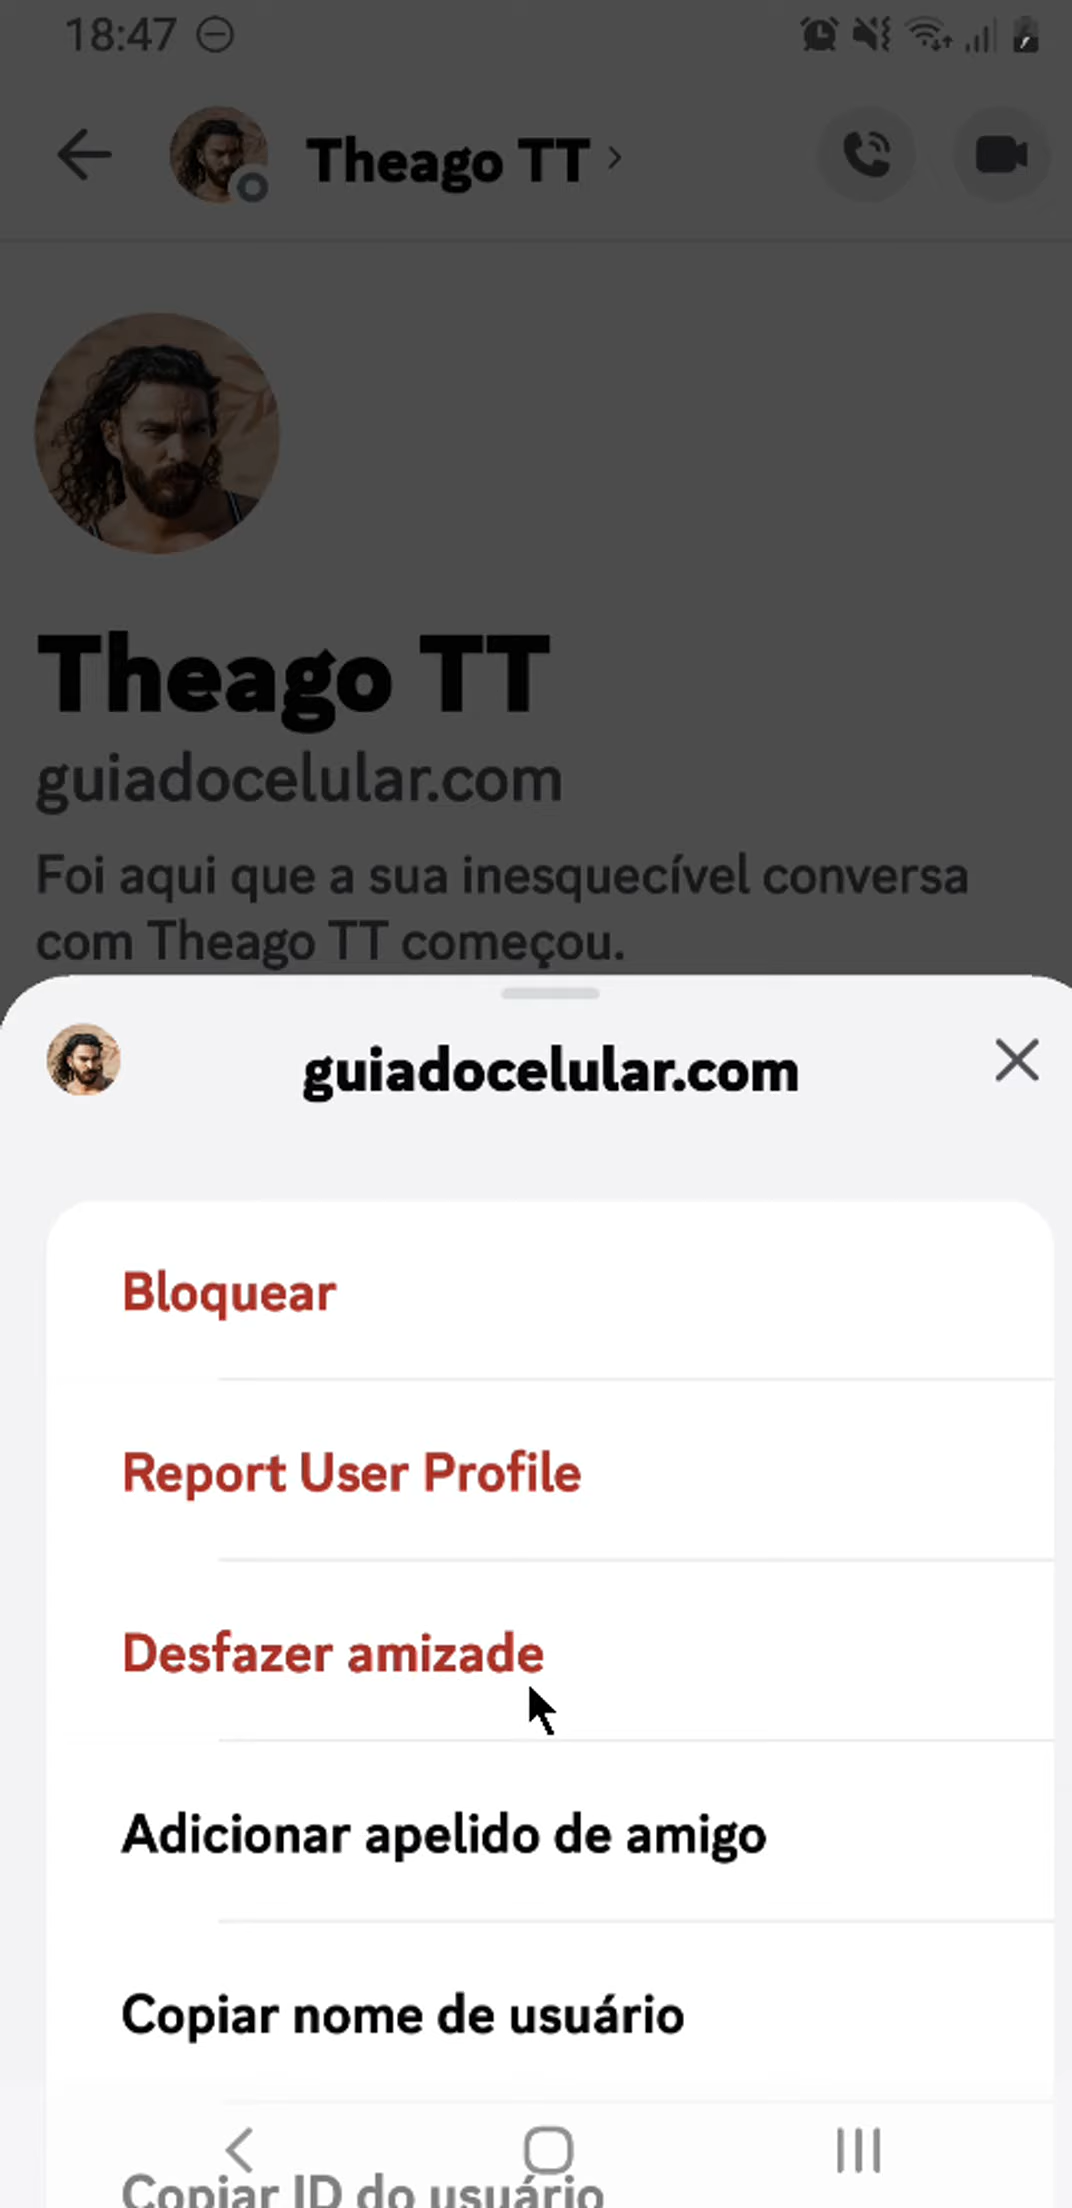 18:47
Theago TT
Theago TT
guiadocelular.com
Foi aqui que a sua inesquecível conversa
com Theago TT começou.
guiadocelular.com
Bloquear
Report User Profile
Desfazer amizade
Adicionar apelido de amigo
Copiar nome de usuário
Copiar ID do usuário